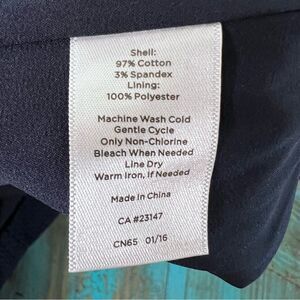 Shell:
97% Cotton
3% Spandex
Lining:
100% Polyester
Machine Wash Cold
Gentle Cycle
Only Non-Chlorine
Bleach When Needed
Line Dry
Warm Iron, If Needed
Made in China
CA #23147
CN65 01/16